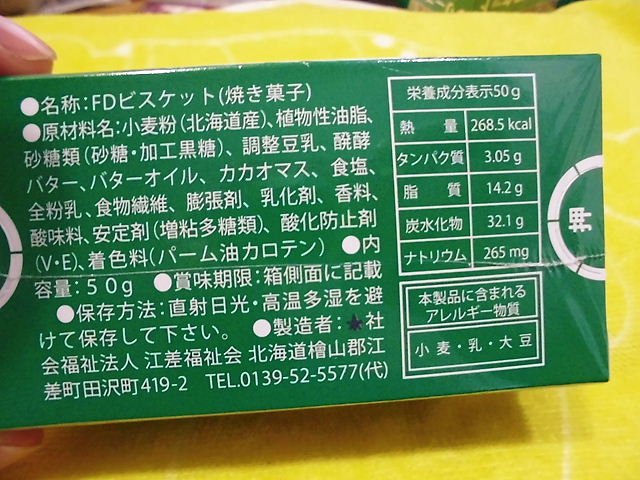 ●名称:FDビスケット(焼き菓子)
●原材料名:小麦粉(北海道産)、植物性油脂、
砂糖類(砂糖・加工黒糖)、調整豆乳、醗酵
バター、バターオイル、カカオマス、食塩、
全粉乳、食物繊維、膨張剤、乳化剤、香料、
酸味料、安定剤(増粘多糖類)、酸化防止剤
(V・E)、着色料(パーム油カロテン) ●内
容量:50g ●賞味期限:箱側面に記載
●保存方法:直射日光・高温多湿を避
けて保存して下さい。 ●製造者:★社
会福祉法人 江差福祉会 北海道檜山郡江
差町田沢町419-2 TEL.0139-52-5577(代)
栄養成分表示50g
熱量 268.5kcal
タンパク質 3.05g
脂質 14.2g
炭水化物 32.1g
ナトリウム 265mg
本製品に含まれる
アレルギー物質
小麦・乳・大豆
押